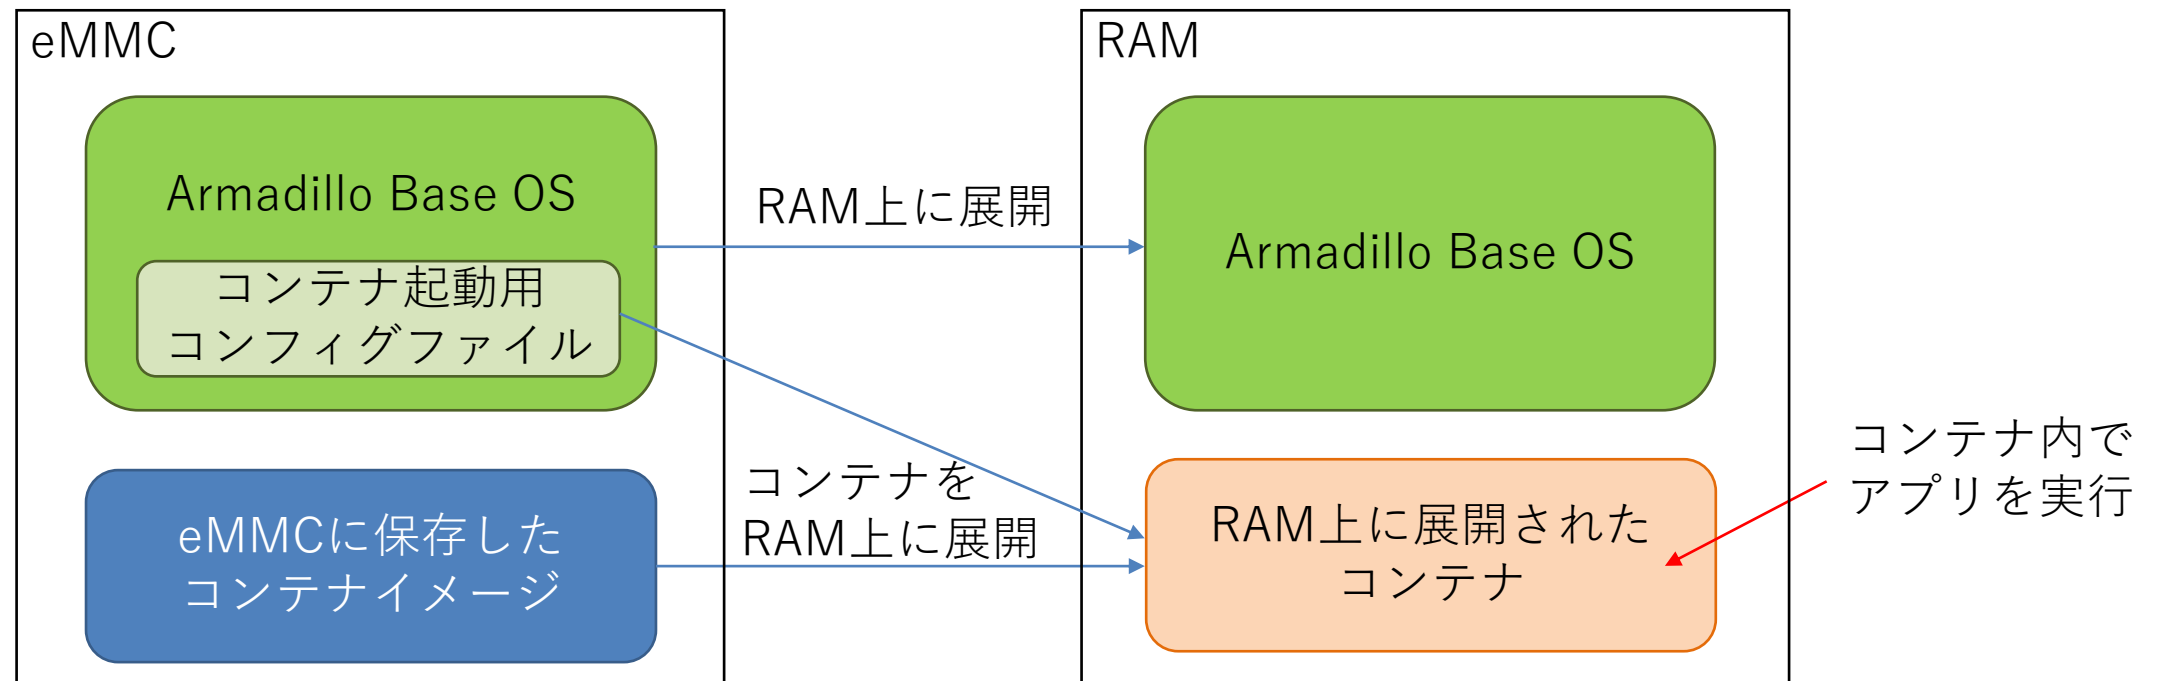 eMMC
Armadillo Base OS
コンテナ起動用
コンフィグファイル
eMMCに保存した
コンテナイメージ
RAM上に展開
コンテナを
RAM上に展開
RAM
Armadillo Base OS
RAM上に展開された
コンテナ
コンテナ内で
アプリを実行